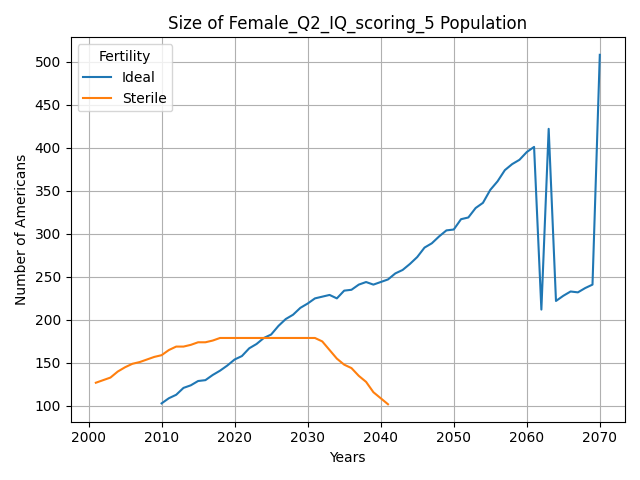 Size of Female_Q2_IQ_scoring_5 Population
Fertility
Ideal
Sterile
Number of Americans
500
450
400
350
300
250
200
150
100
2000 2010 2020 2030 2040 2050 2060 2070
Years